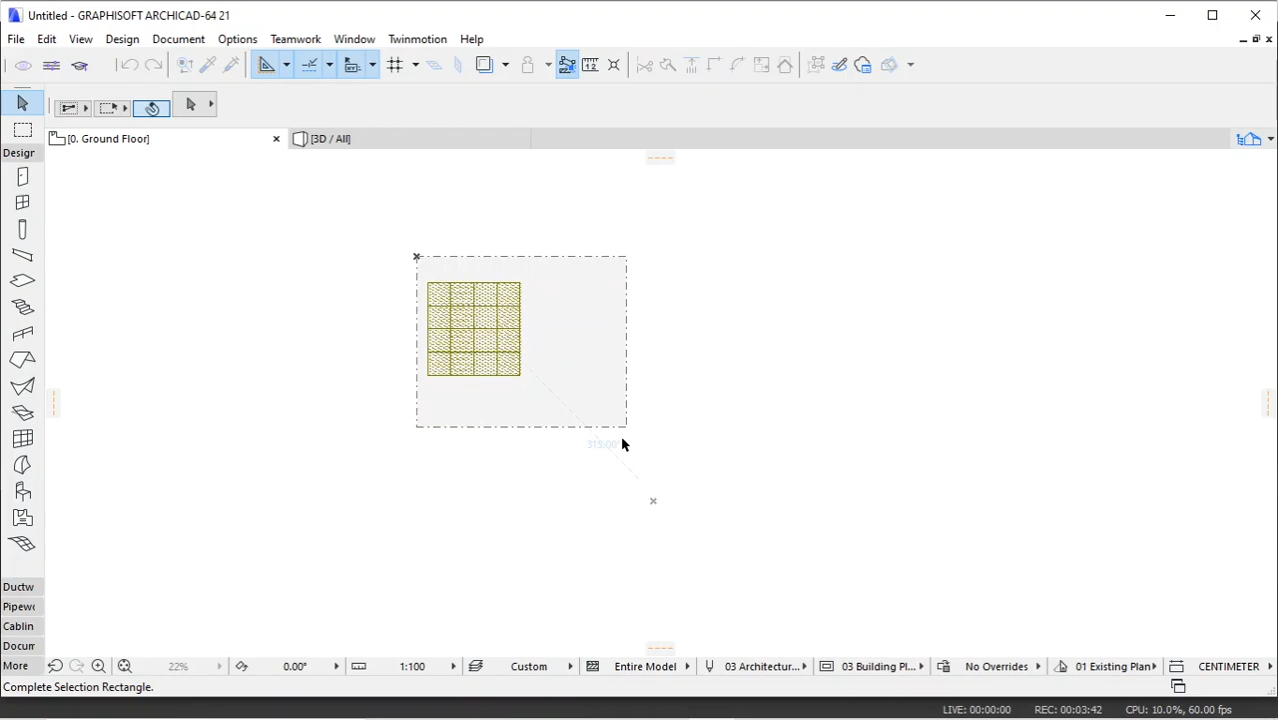 Untitled - GRAPHISOFT ARCHICAD-64 21
File Edit View Design Document Options Teamwork Window Twinmotion Help
[0. Ground Floor]
[3D / All]
Design
315.00°
Ductw
Pipewo
Cablin
Docum
More
22% 0.00° 1:100 Custom Entire Model 03 Architectur... 03 Building Pl... No Overrides 01 Existing Plan CENTIMETER
Complete Selection Rectangle.
LIVE: 00:00:00 REC: 00:03:42 CPU: 10.0%, 60.00 fps